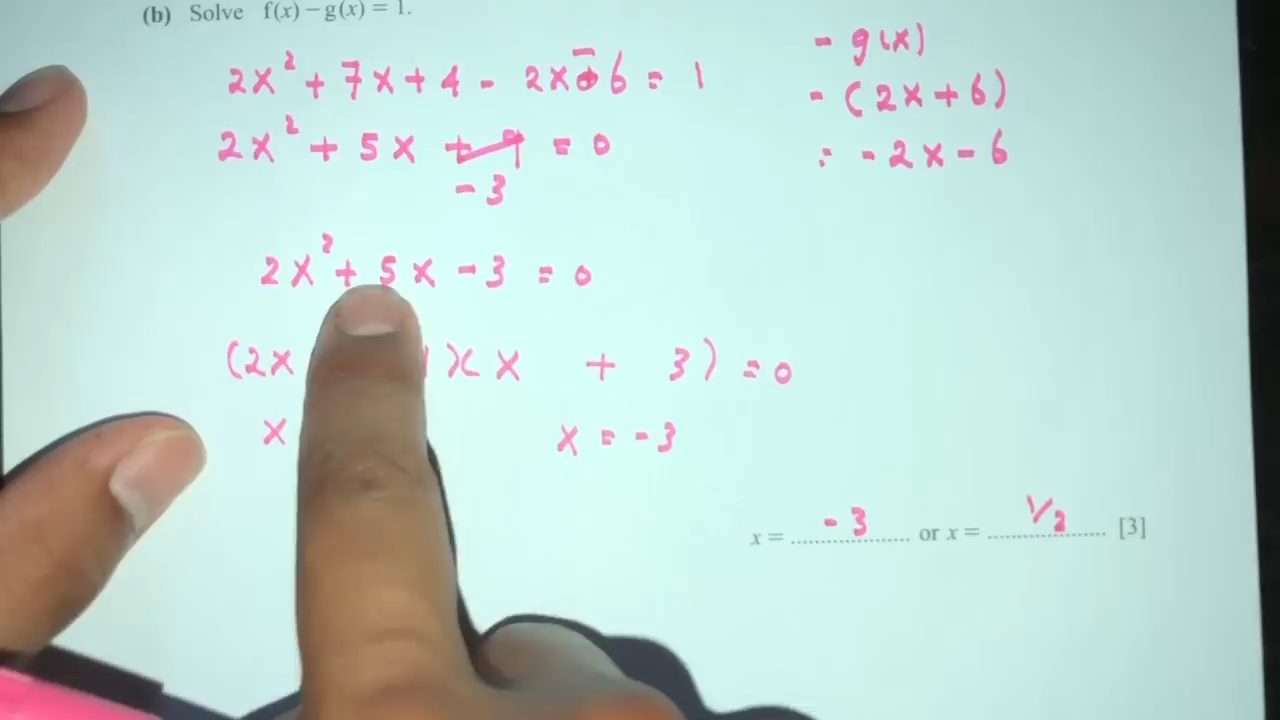 (b) Solve f(x) – g(x) = 1.
2x² + 7x + 4 - 2x - 6 = 1
2x² + 5x = 0
- 3
2x² + 5x - 3 = 0
(2x )(x + 3) = 0
x x = -3
- g(x)
- (2x + 6)
= -2x - 6
x = -3 or x = 1/2 [3]